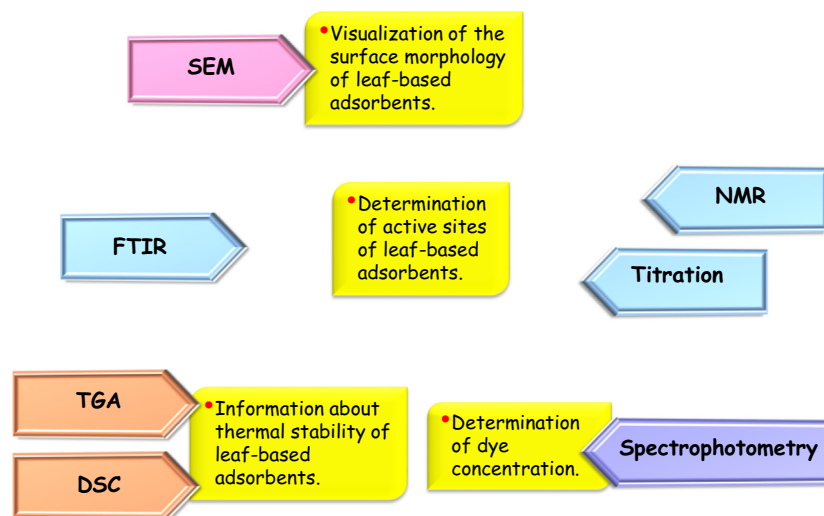 SEM
•Visualization of the
surface morphology
of leaf-based
adsorbents.
FTIR
•Determination
of active sites
of leaf-based
adsorbents.
NMR
Titration
TGA
DSC
•Information about
thermal stability of
leaf-based
adsorbents.
•Determination
of dye
concentration.
Spectrophotometry